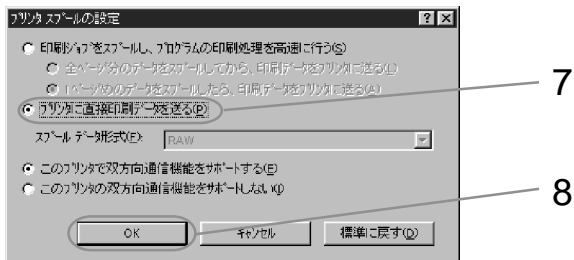 プリンタ スプールの設定
印刷ジョブをスプールし、プログラムの印刷処理を高速に行う(S)
全ページ分のデータをスプールしてから、印刷データをプリンタに送る(L)
1ページめのデータをスプールしたら、印刷データをプリンタに送る(A)
プリンタに直接印刷データを送る(P)
7
スプール データ形式(F): RAW
このプリンタで双方向通信機能をサポートする(E)
このプリンタの双方向通信機能をサポートしない(I)
8
OK キャンセル 標準に戻す(D)